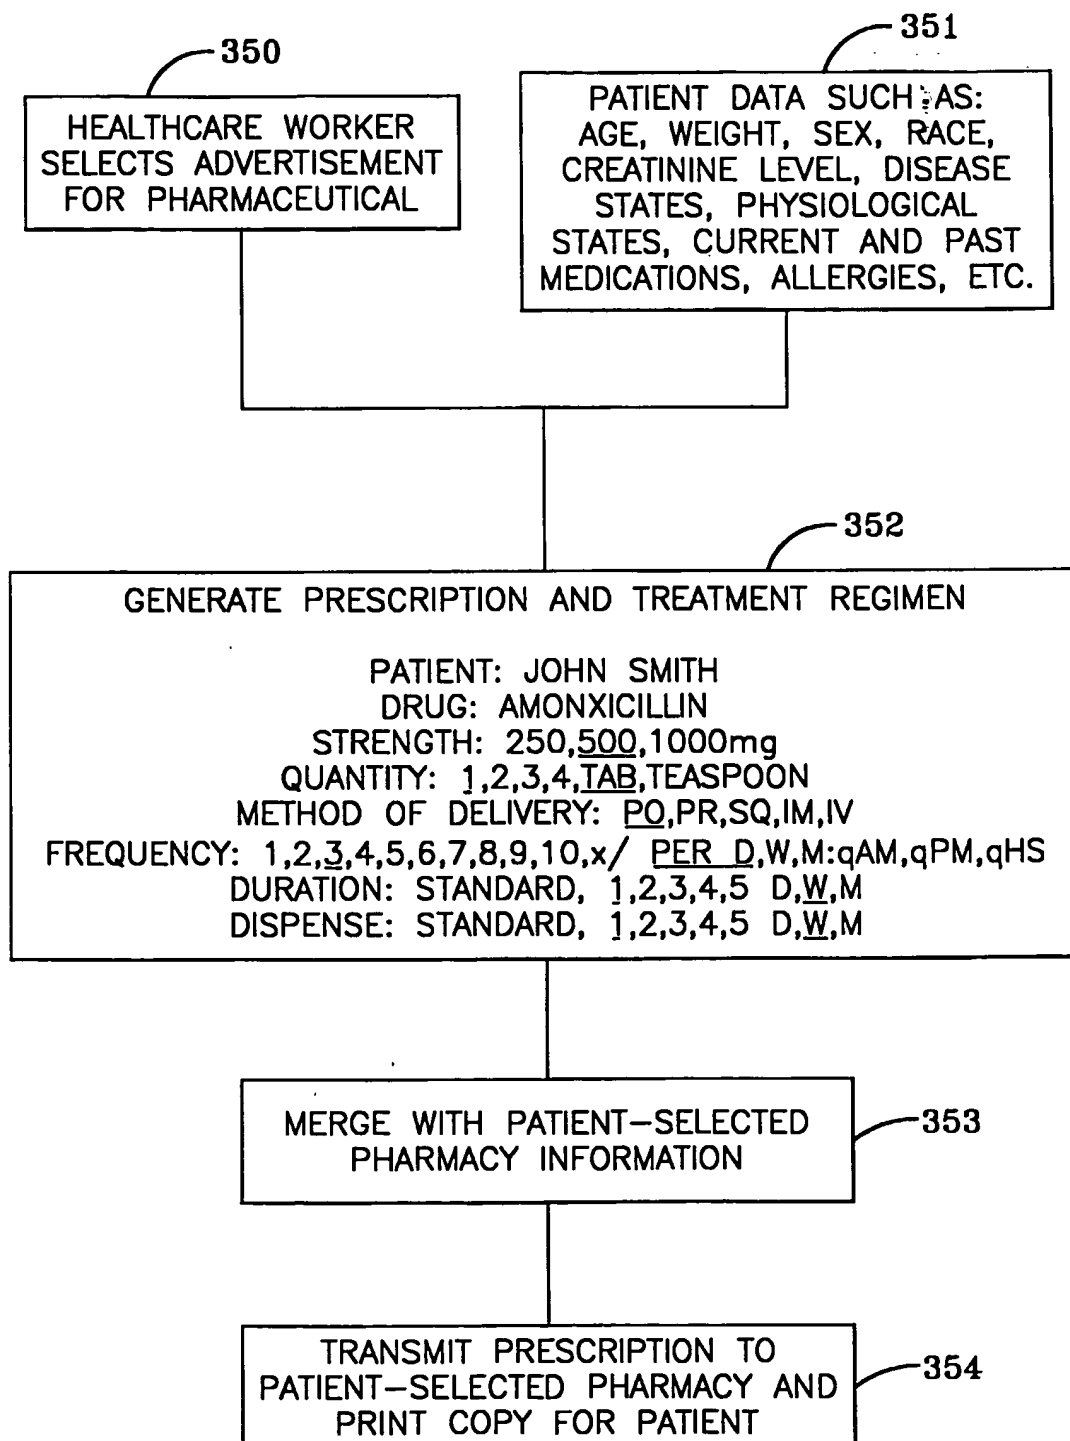 350
HEALTHCARE WORKER
SELECTS ADVERTISEMENT
FOR PHARMACEUTICAL
351
PATIENT DATA SUCH AS:
AGE, WEIGHT, SEX, RACE,
CREATININE LEVEL, DISEASE
STATES, PHYSIOLOGICAL
STATES, CURRENT AND PAST
MEDICATIONS, ALLERGIES, ETC.
352
GENERATE PRESCRIPTION AND TREATMENT REGIMEN
PATIENT: JOHN SMITH
DRUG: AMONXICILLIN
STRENGTH: 250,500,1000mg
QUANTITY: 1,2,3,4,TAB,TEASPOON
METHOD OF DELIVERY: PO,PR,SQ,IM,IV
FREQUENCY: 1,2,3,4,5,6,7,8,9,10,x/ PER D,W,M:qAM,qPM,qHS
DURATION: STANDARD, 1,2,3,4,5 D,W,M
DISPENSE: STANDARD, 1,2,3,4,5 D,W,M
MERGE WITH PATIENT-SELECTED
PHARMACY INFORMATION
353
TRANSMIT PRESCRIPTION TO
PATIENT-SELECTED PHARMACY AND
PRINT COPY FOR PATIENT
354